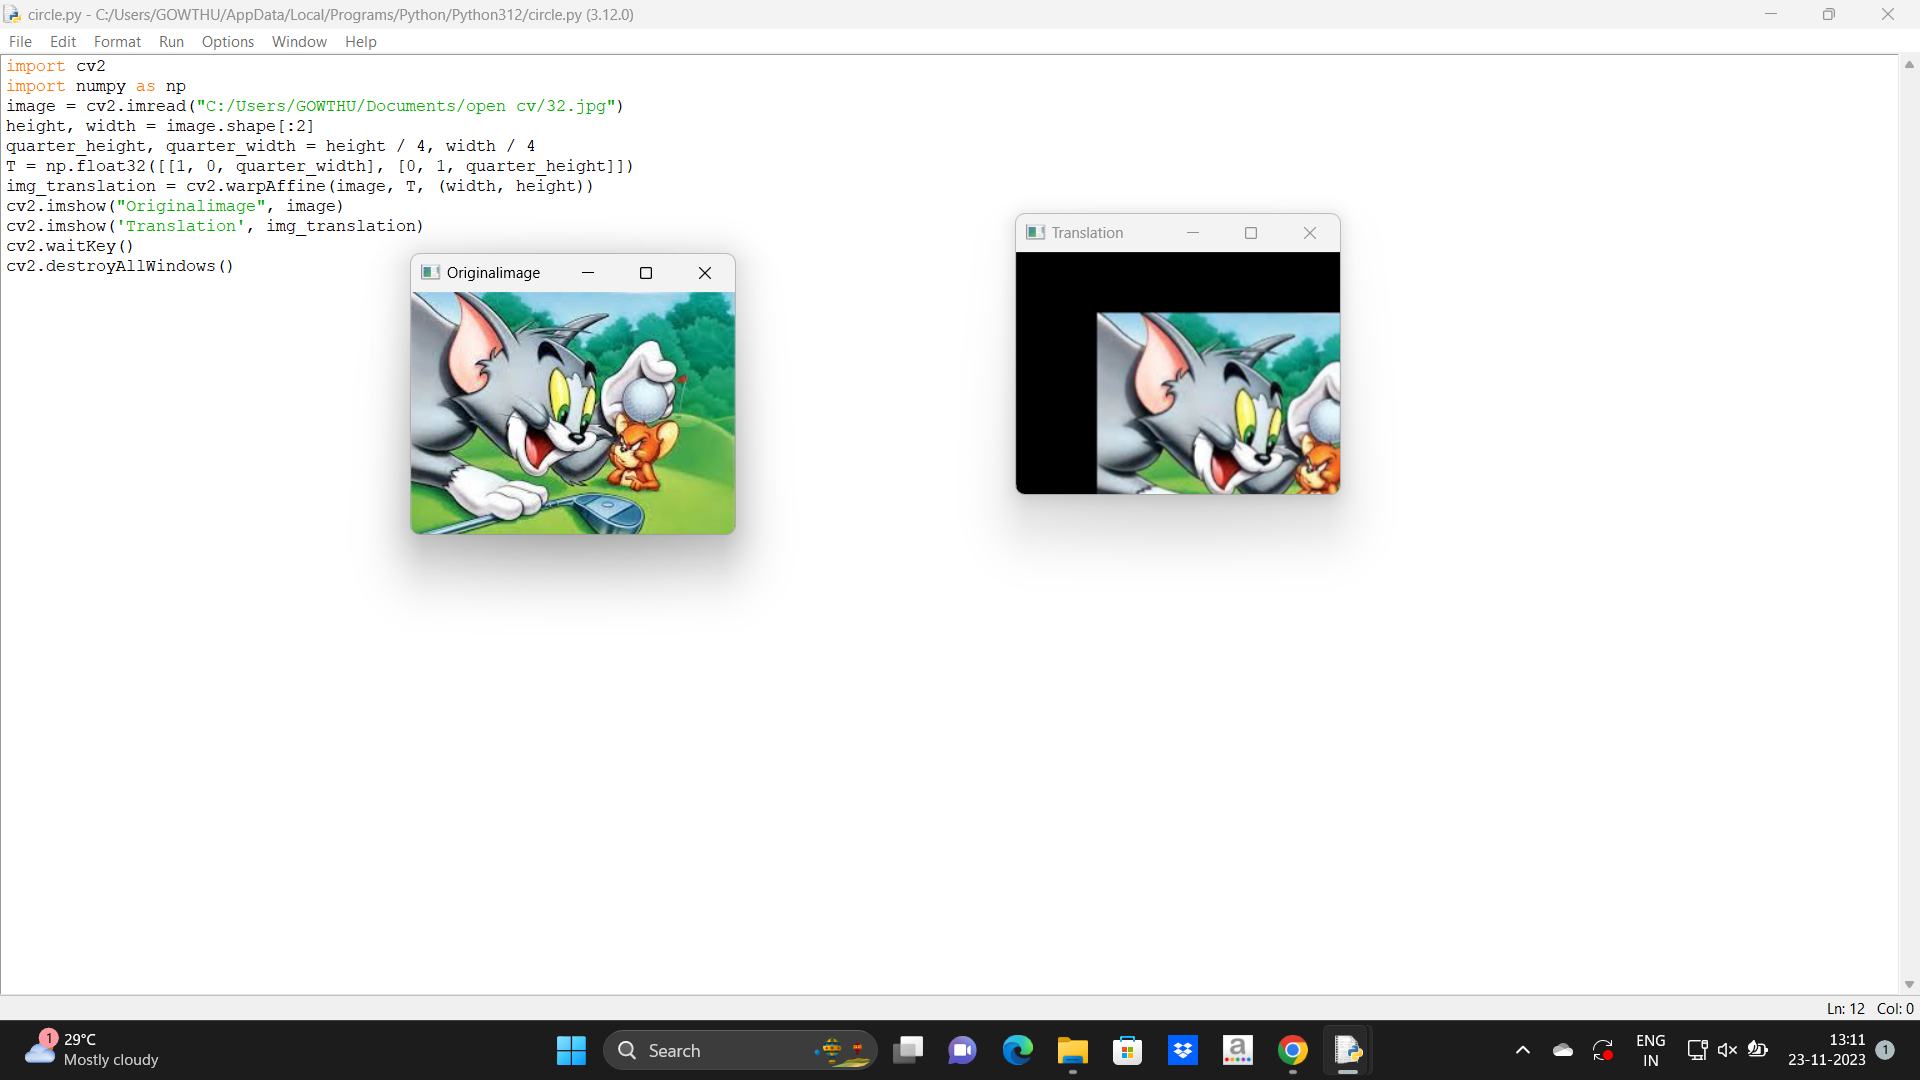 circle.py - C:/Users/GOWTHU/AppData/Local/Programs/Python/Python312/circle.py (3.12.0)
File Edit Format Run Options Window Help
import cv2
import numpy as np
image = cv2.imread("C:/Users/GOWTHU/Documents/open cv/32.jpg")
height, width = image.shape[:2]
quarter_height, quarter_width = height / 4, width / 4
T = np.float32([[1, 0, quarter_width], [0, 1, quarter_height]])
img_translation = cv2.warpAffine(image, T, (width, height))
cv2.imshow("Originalimage", image)
cv2.imshow('Translation', img_translation)
cv2.waitKey()
cv2.destroyAllWindows()
Translation
Originalimage
Ln: 12 Col: 0
1
29°C
Mostly cloudy
Search
a
ENG
IN
13:11
23-11-2023
1